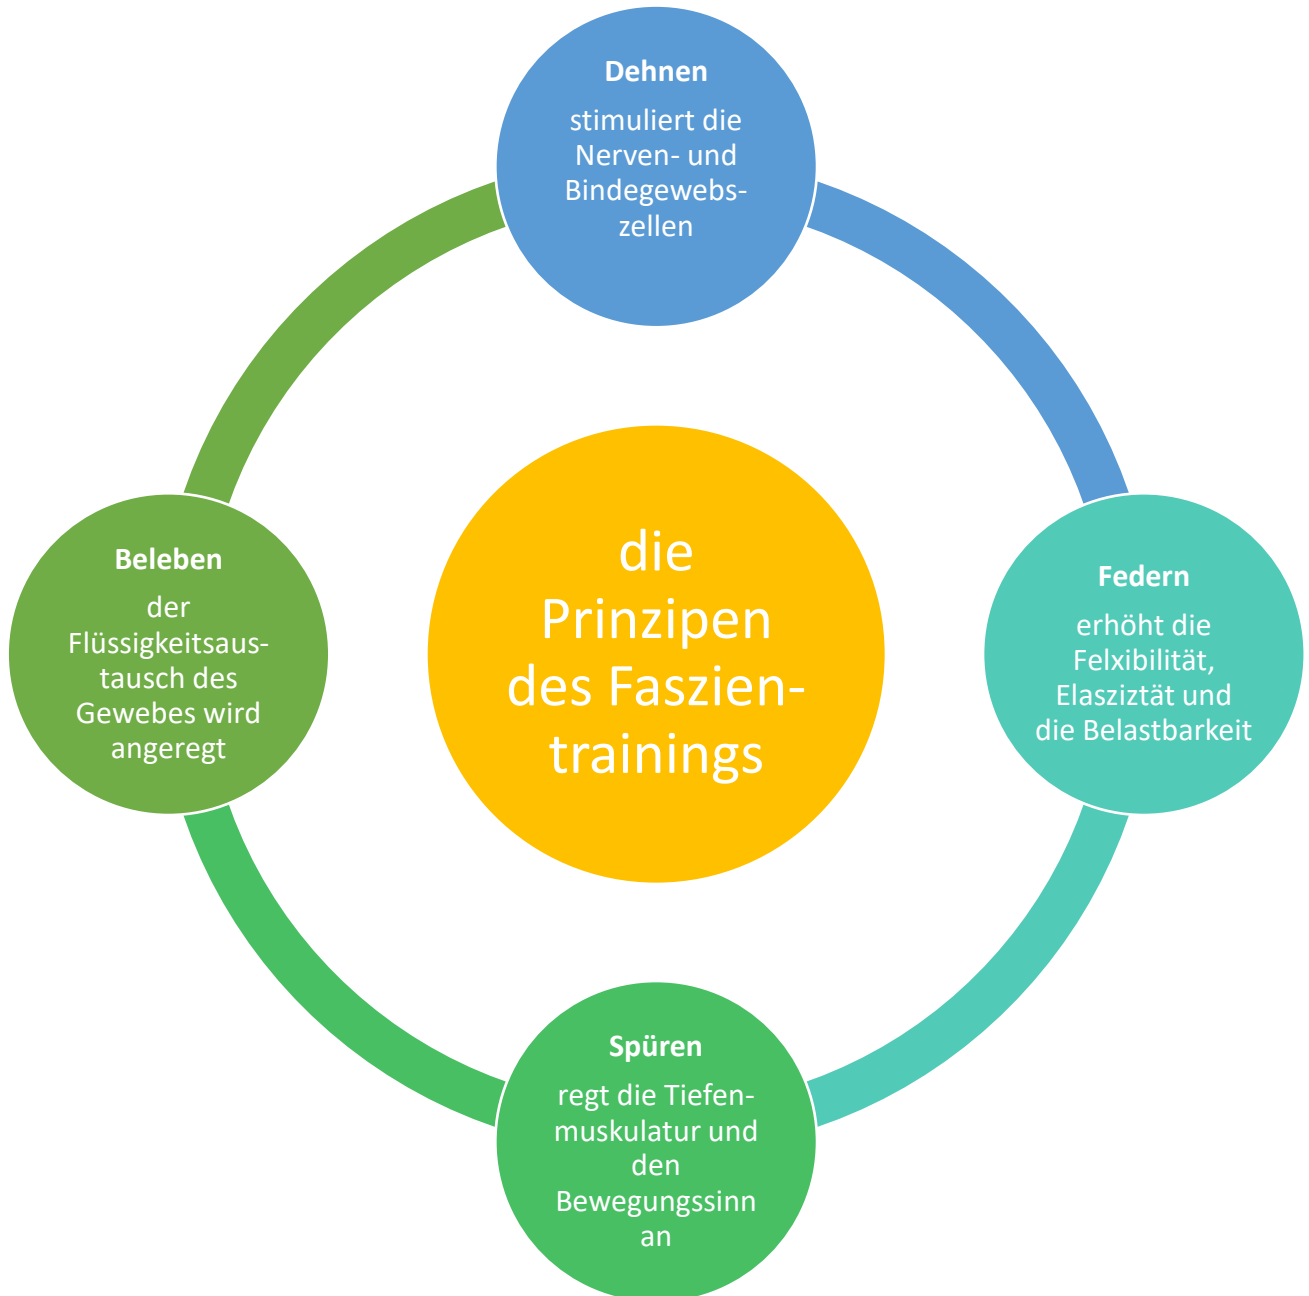 Dehnen
stimuliert die
Nerven- und
Bindegewebs-
zellen
Federn
erhöht die
Felxibilität,
Elasziztät und
die Belastbarkeit
Spüren
regt die Tiefen-
muskulatur und
den
Bewegungssinn
an
Beleben
der
Flüssigkeitsaus-
tausch des
Gewebes wird
angeregt
die
Prinzipen
des Faszien-
trainings